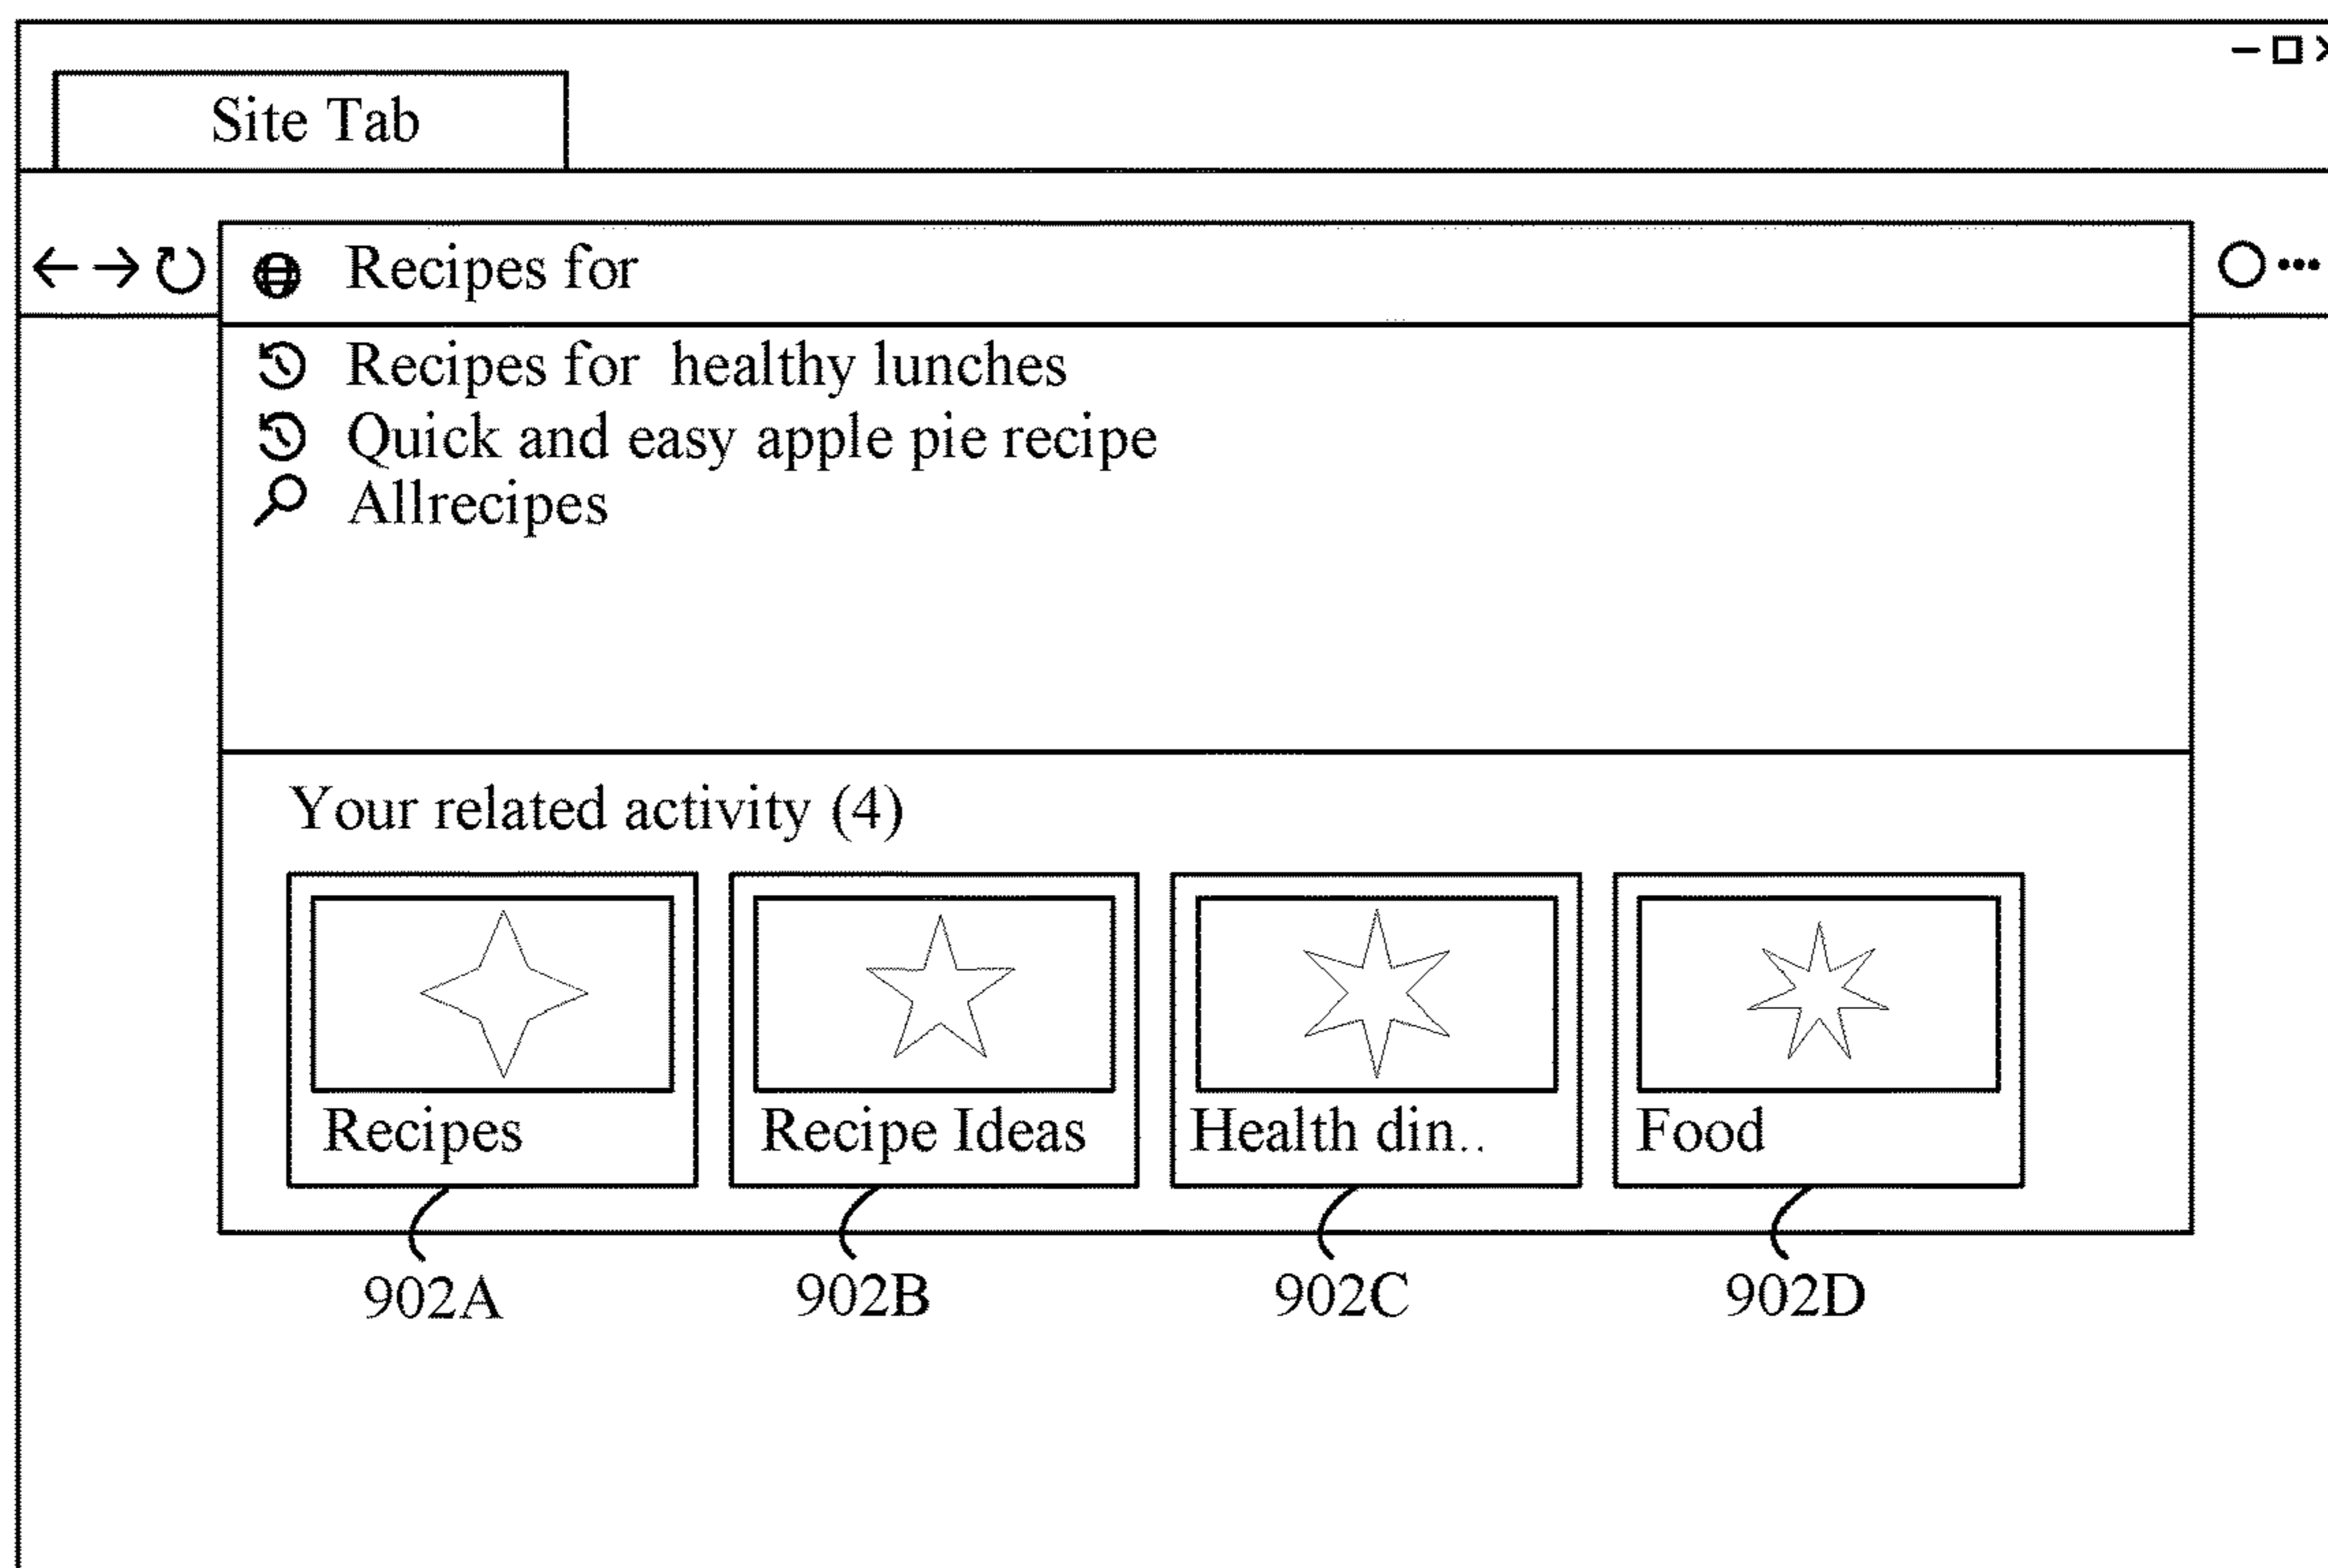 Site Tab
Recipes for
Recipes for healthy lunches
Quick and easy apple pie recipe
Allrecipes
Your related activity (4)
Recipes
Recipe Ideas
Health din..
Food
902A
902B
902C
902D